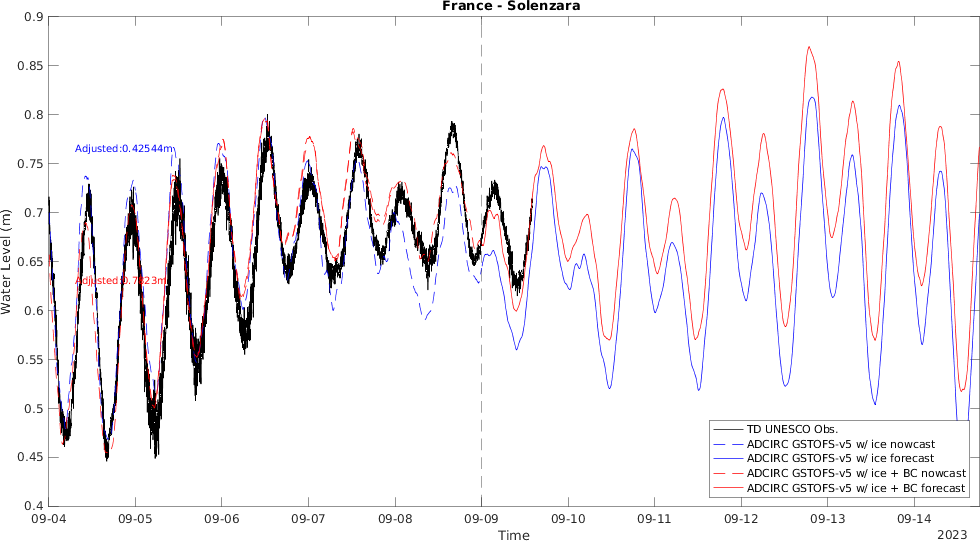 France - Solenzara
0.9
0.85
0.8
0.75
0.7
0.65
0.6
0.55
0.5
0.45
0.4
Water Level (m)
Adjusted:0.42544m
Adjusted:0.7823m
TD UNESCO Obs.
ADCIRC GSTOFS-v5 w/ ice nowcast
ADCIRC GSTOFS-v5 w/ ice forecast
ADCIRC GSTOFS-v5 w/ ice + BC nowcast
ADCIRC GSTOFS-v5 w/ ice + BC forecast
09-04 09-05 09-06 09-07 09-08 09-09 09-10 09-11 09-12 09-13 09-14
Time
2023